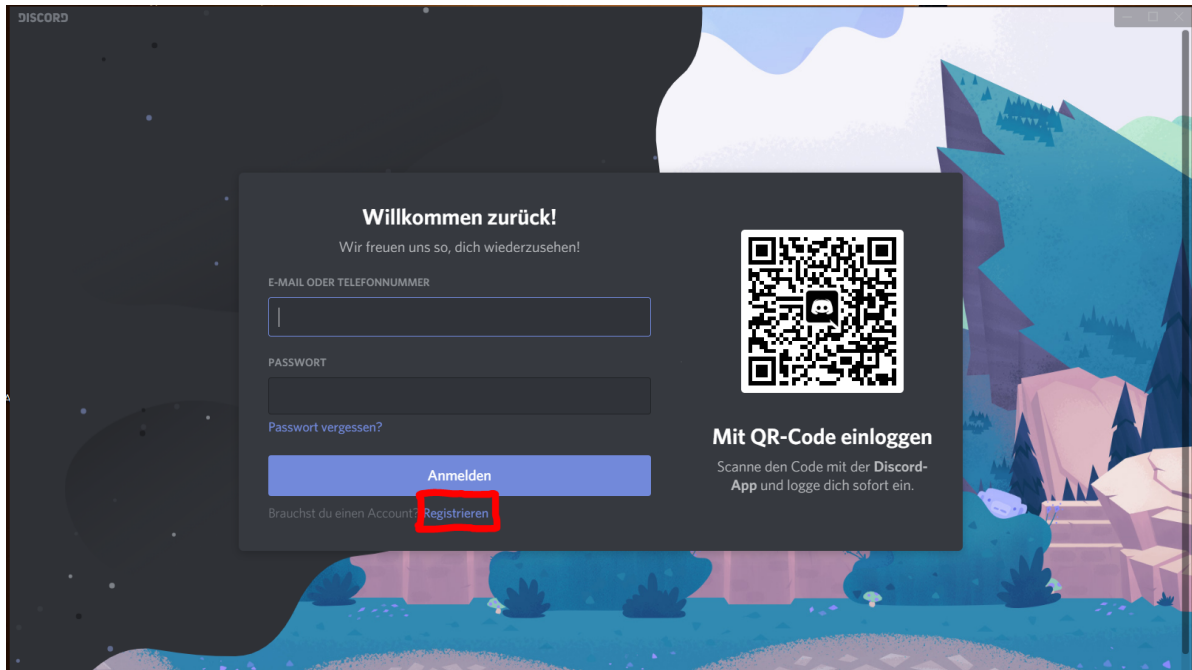 DISCORD
Willkommen zurück!
Wir freuen uns so, dich wiederzusehen!
E-MAIL ODER TELEFONNUMMER
PASSWORT
Passwort vergessen?
Anmelden
Brauchst du einen Account? Registrieren
Mit QR-Code einloggen
Scanne den Code mit der Discord-
App und logge dich sofort ein.